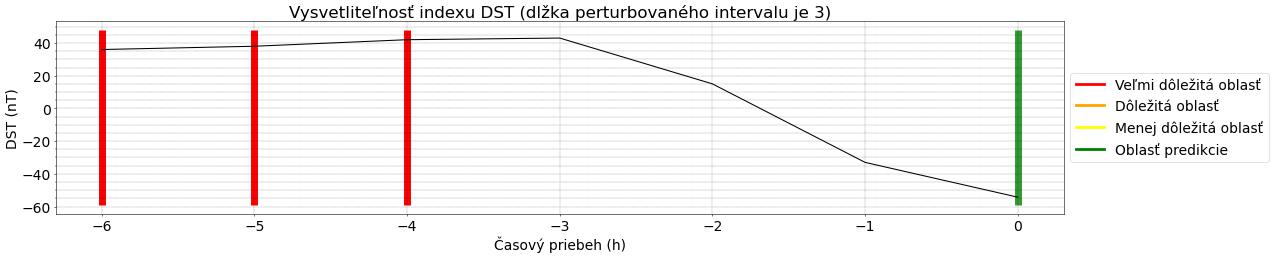 Vysvetliteľnosť indexu DST (dlžka perturbovaného intervalu je 3)
DST (nT)
40
20
0
−20
−40
−60
−6 −5 −4 −3 −2 −1 0
Časový priebeh (h)
Veľmi dôležitá oblasť
Dôležitá oblasť
Menej dôležitá oblasť
Oblasť predikcie